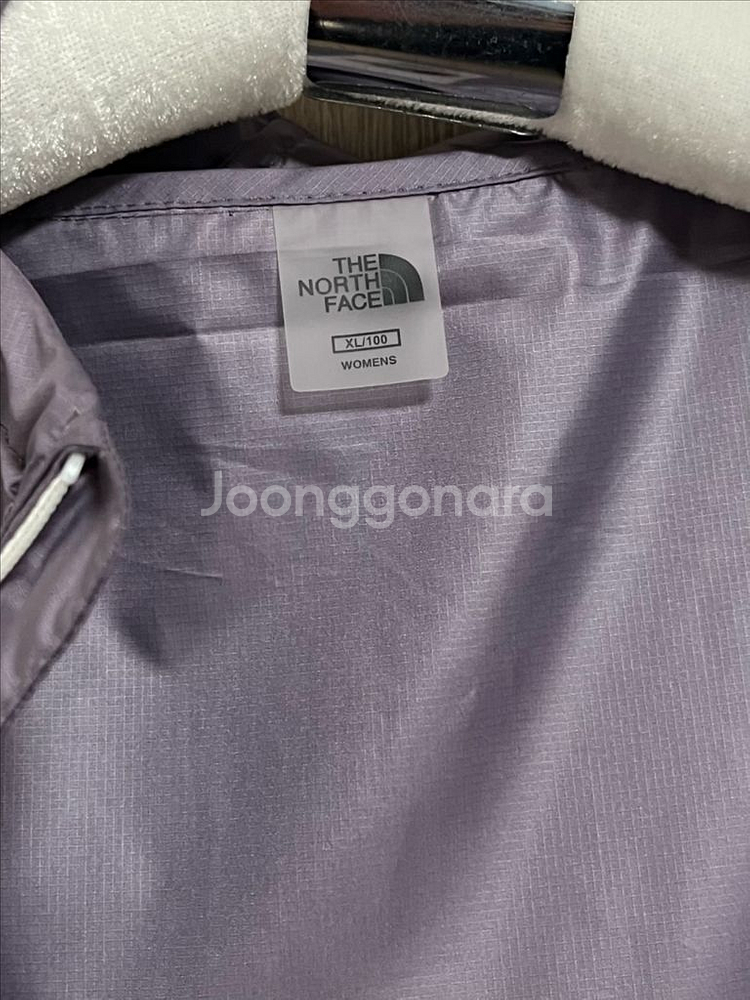 THE
NORTH
FACE
XL/100
WOMENS
Joonggonara